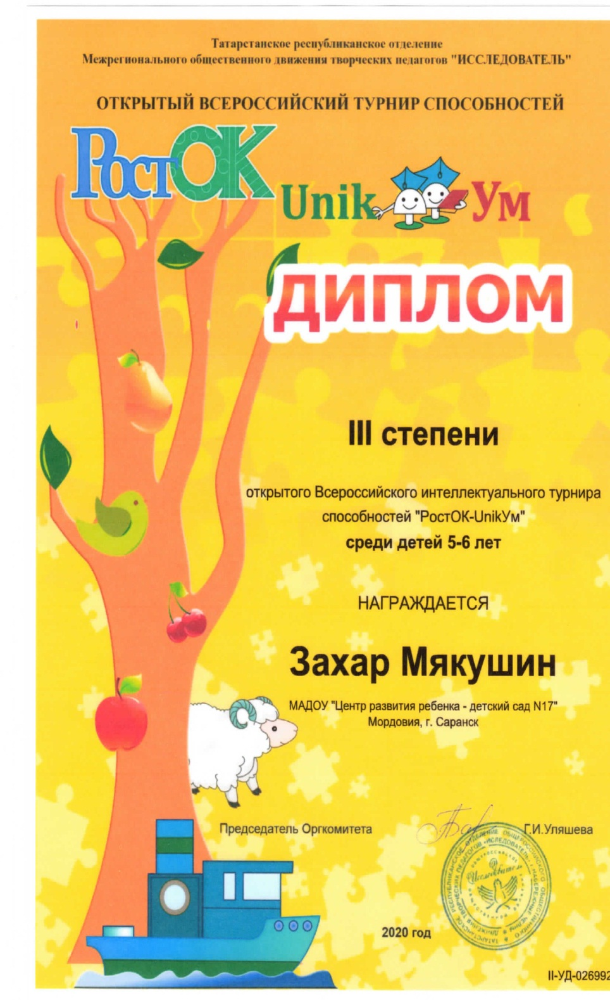 Татарстанское республиканское отделение
Межрегионального общественного движения творческих педагогов "ИССЛЕДОВАТЕЛЬ"
ОТКРЫТЫЙ ВСЕРОССИЙСКИЙ ТУРНИР СПОСОБНОСТЕЙ
РостОК
Unik Ум
ДИПЛОМ
III степени
открытого Всероссийского интеллектуального турнира
способностей "РостОК-UnikУм"
среди детей 5-6 лет
НАГРАЖДАЕТСЯ
Захар Мякушин
МАДОУ "Центр развития ребенка - детский сад N17"
Мордовия, г. Саранск
Председатель Оргкомитета
Г.И.Уляшева
Исследователь
2020 год
II-УД-026992